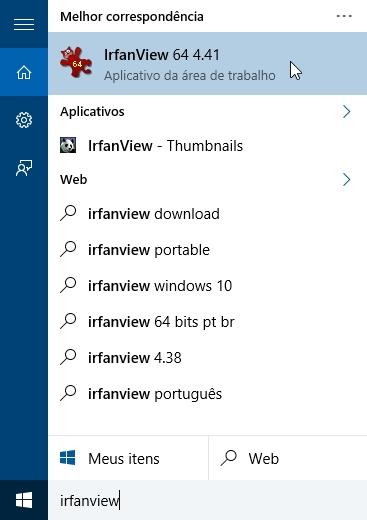 Melhor correspondência
IrfanView 64 4.41
64
Aplicativo da área de trabalho
Aplicativos
IrfanView - Thumbnails
Web
irfanview download
irfanview portable
irfanview windows 10
irfanview 64 bits pt br
irfanview 4.38
irfanview português
Meus itens
Web
irfanview